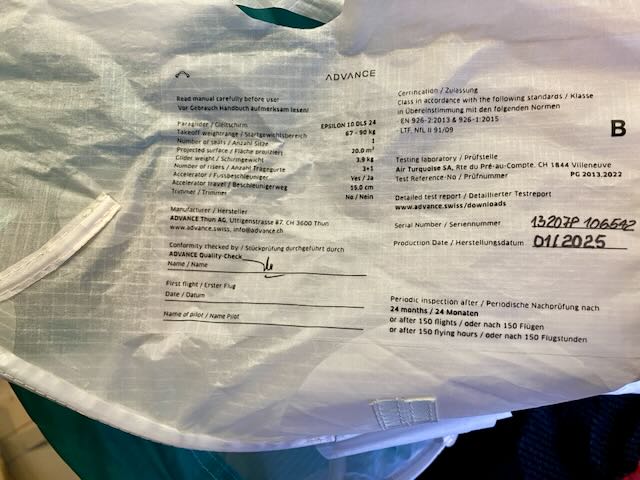 ADVANCE
Read manual carefully before use!
Vor Gebrauch Handbuch aufmerksam lesen!
Paraglider / Gleitschirm EPSILON 10 DLS 24
Takeoff weightrange / Startgewichtsbereich 67 - 90 kg
Number of seats / Anzahl Sitze 1
Projected surface / Fläche projiziert 20.0 m²
Glider weight / Schirmgewicht 3.9 kg
Number of risers / Anzahl Tragegurte 3+1
Accelerator / Fussbeschleuniger Yes / Ja
Accelerator travel / Beschleunigerweg 15.0 cm
Trimmer / Trimmer No / Nein
Manufacturer / Hersteller
ADVANCE Thun AG, Uttigenstrasse 87, CH 3600 Thun
www.advance.swiss, info@advance.ch
Conformity checked by / Stückprüfung durchgeführt durch
ADVANCE Quality-Check
Name / Name
First flight / Erster Flug
Date / Datum
Name of pilot / Name Pilot
Certification / Zulassung
Class in accordance with the following standards / Klasse
in Übereinstimmung mit den folgenden Normen
EN 926-2:2013 & 926-1:2015
LTF, NfL II 91/09
B
Testing laboratory / Prüfstelle
Air Turquoise SA, Rte du Pré-au-Compte, CH 1844 Villeneuve
Test Reference-No / Prüfnummer PG 2013.2022
Detailed test report / Detaillierter Testreport
www.advance.swiss/downloads
Serial Number / Seriennummer 13207P 106542
Production Date / Herstellungsdatum 01/2025
Periodic inspection after / Periodische Nachprüfung nach
24 months / 24 Monaten
or after 150 flights / oder nach 150 Flügen
or after 150 flying hours / oder nach 150 Flugstunden